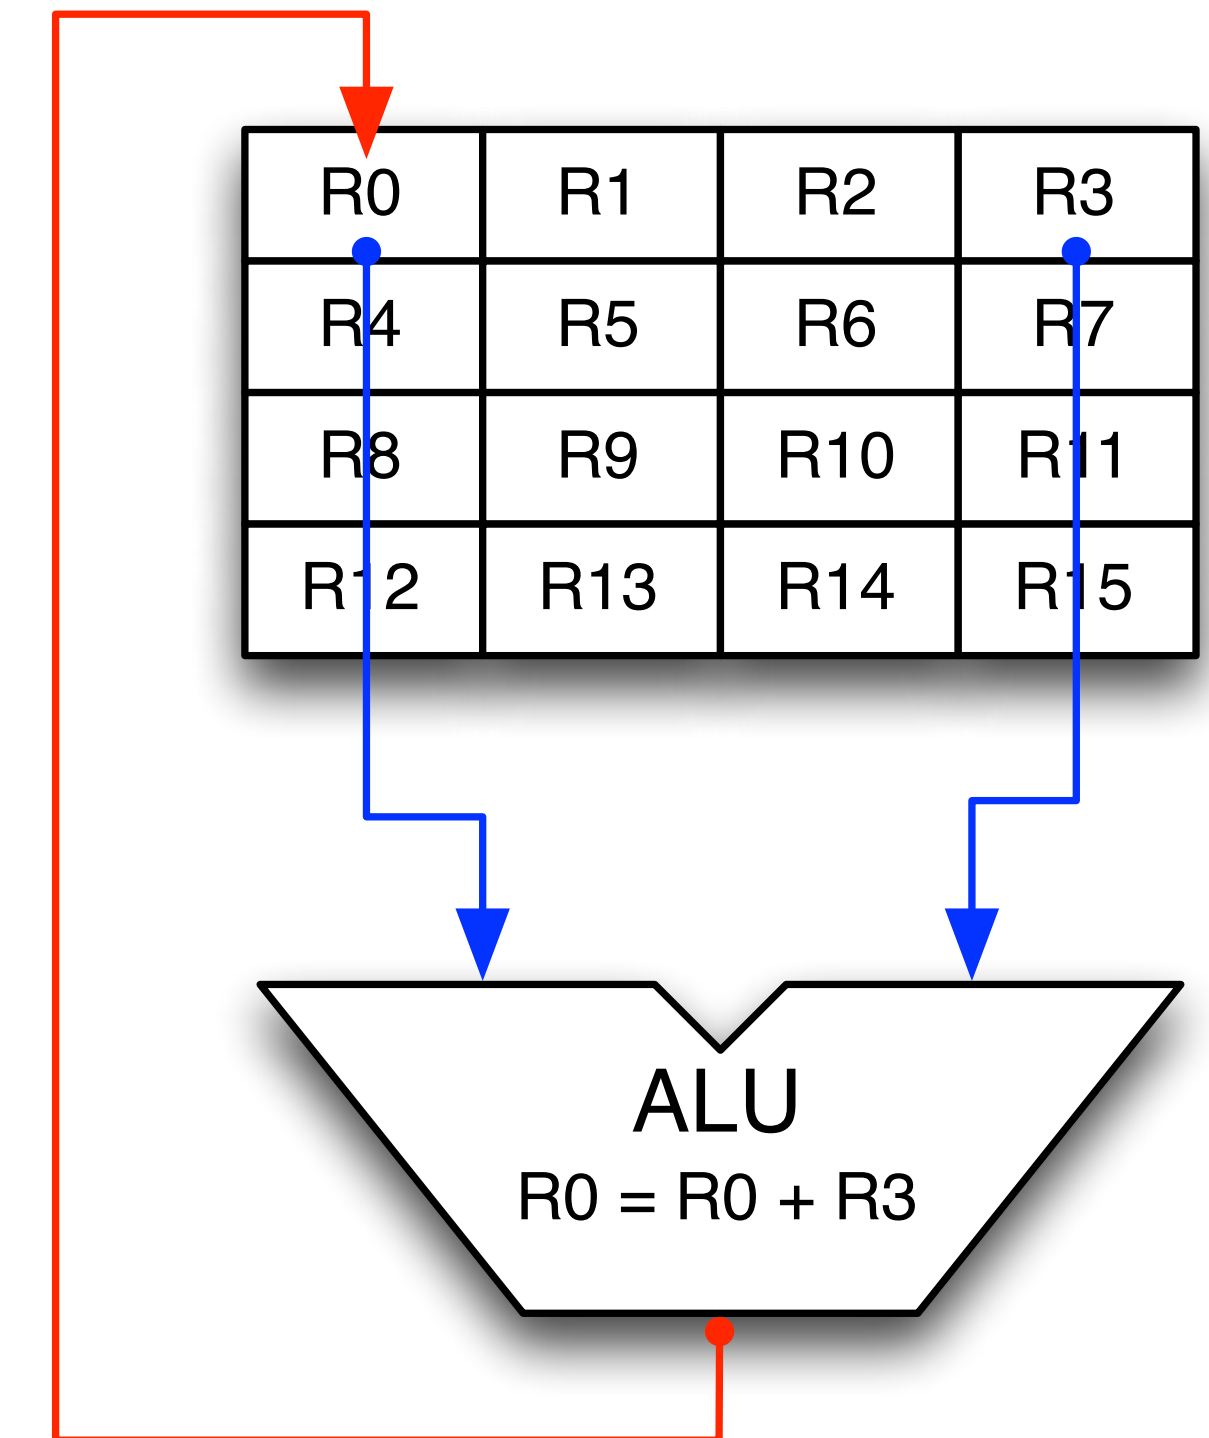 R0 R1 R2 R3
R4 R5 R6 R7
R8 R9 R10 R11
R12 R13 R14 R15
ALU
R0 = R0 + R3